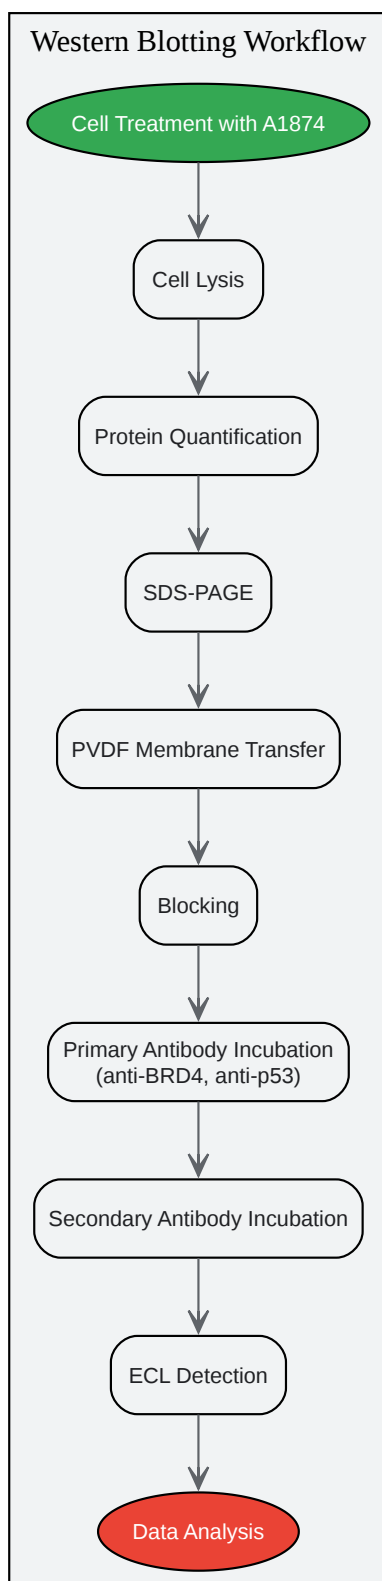 Western Blotting Workflow
Cell Treatment with A1874
Cell Lysis
Protein Quantification
SDS-PAGE
PVDF Membrane Transfer
Blocking
Primary Antibody Incubation
(anti-BRD4, anti-p53)
Secondary Antibody Incubation
ECL Detection
Data Analysis